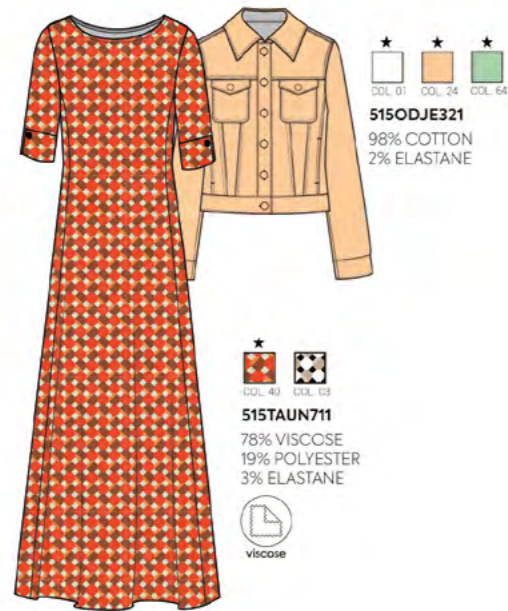 COL. 01 COL. 24 COL. 64
515ODJE321
98% COTTON
2% ELASTANE
COL. 40 COL. 03
515TAUN711
78% VISCOSE
19% POLYESTER
3% ELASTANE
viscose